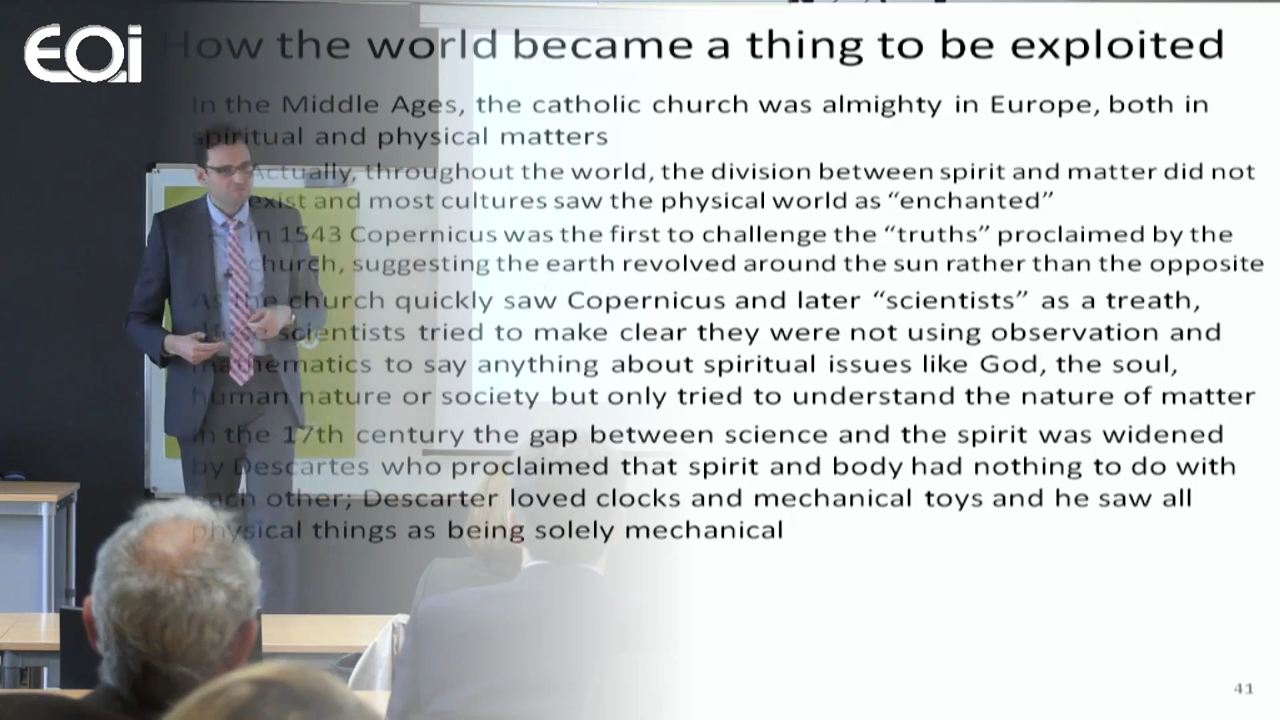 EOi
How the world became a thing to be exploited
In the Middle Ages, the catholic church was almighty in Europe, both in
spiritual and physical matters
Actually, throughout the world, the division between spirit and matter did not
exist and most cultures saw the physical world as “enchanted”
In 1543 Copernicus was the first to challenge the “truths” proclaimed by the
church, suggesting the earth revolved around the sun rather than the opposite
As the church quickly saw Copernicus and later “scientists” as a treath,
these scientists tried to make clear they were not using observation and
mathematics to say anything about spiritual issues like God, the soul,
human nature or society but only tried to understand the nature of matter
In the 17th century the gap between science and the spirit was widened
by Descartes who proclaimed that spirit and body had nothing to do with
each other; Descarter loved clocks and mechanical toys and he saw all
physical things as being solely mechanical
41